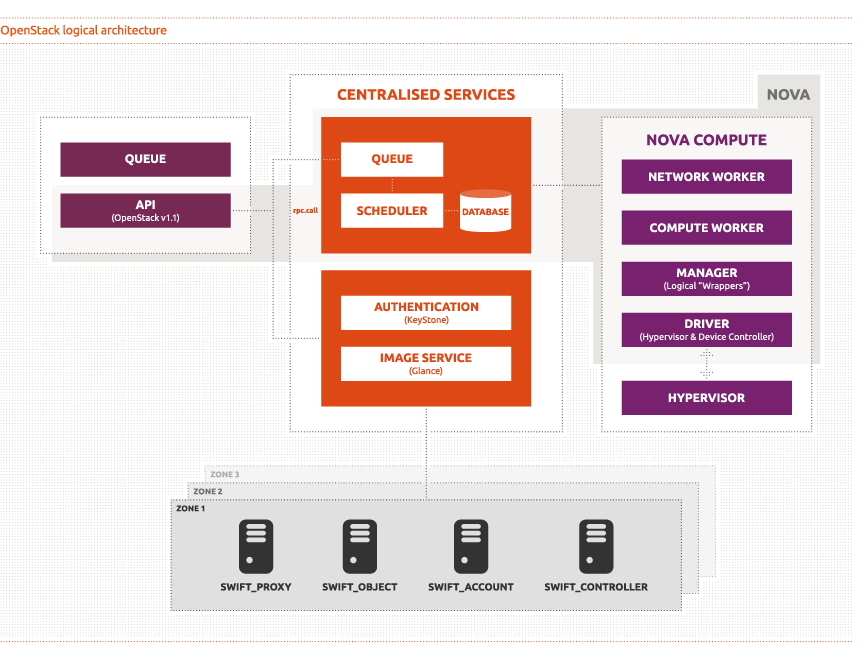 OpenStack logical architecture
CENTRALISED SERVICES
NOVA
QUEUE
API
(OpenStack v1.1)
rpc.call
QUEUE
SCHEDULER
DATABASE
AUTHENTICATION
(KeyStone)
IMAGE SERVICE
(Glance)
NOVA COMPUTE
NETWORK WORKER
COMPUTE WORKER
MANAGER
(Logical "Wrappers")
DRIVER
(Hypervisor & Device Controller)
HYPERVISOR
ZONE 3
ZONE 2
ZONE 1
SWIFT_PROXY
SWIFT_OBJECT
SWIFT_ACCOUNT
SWIFT_CONTROLLER